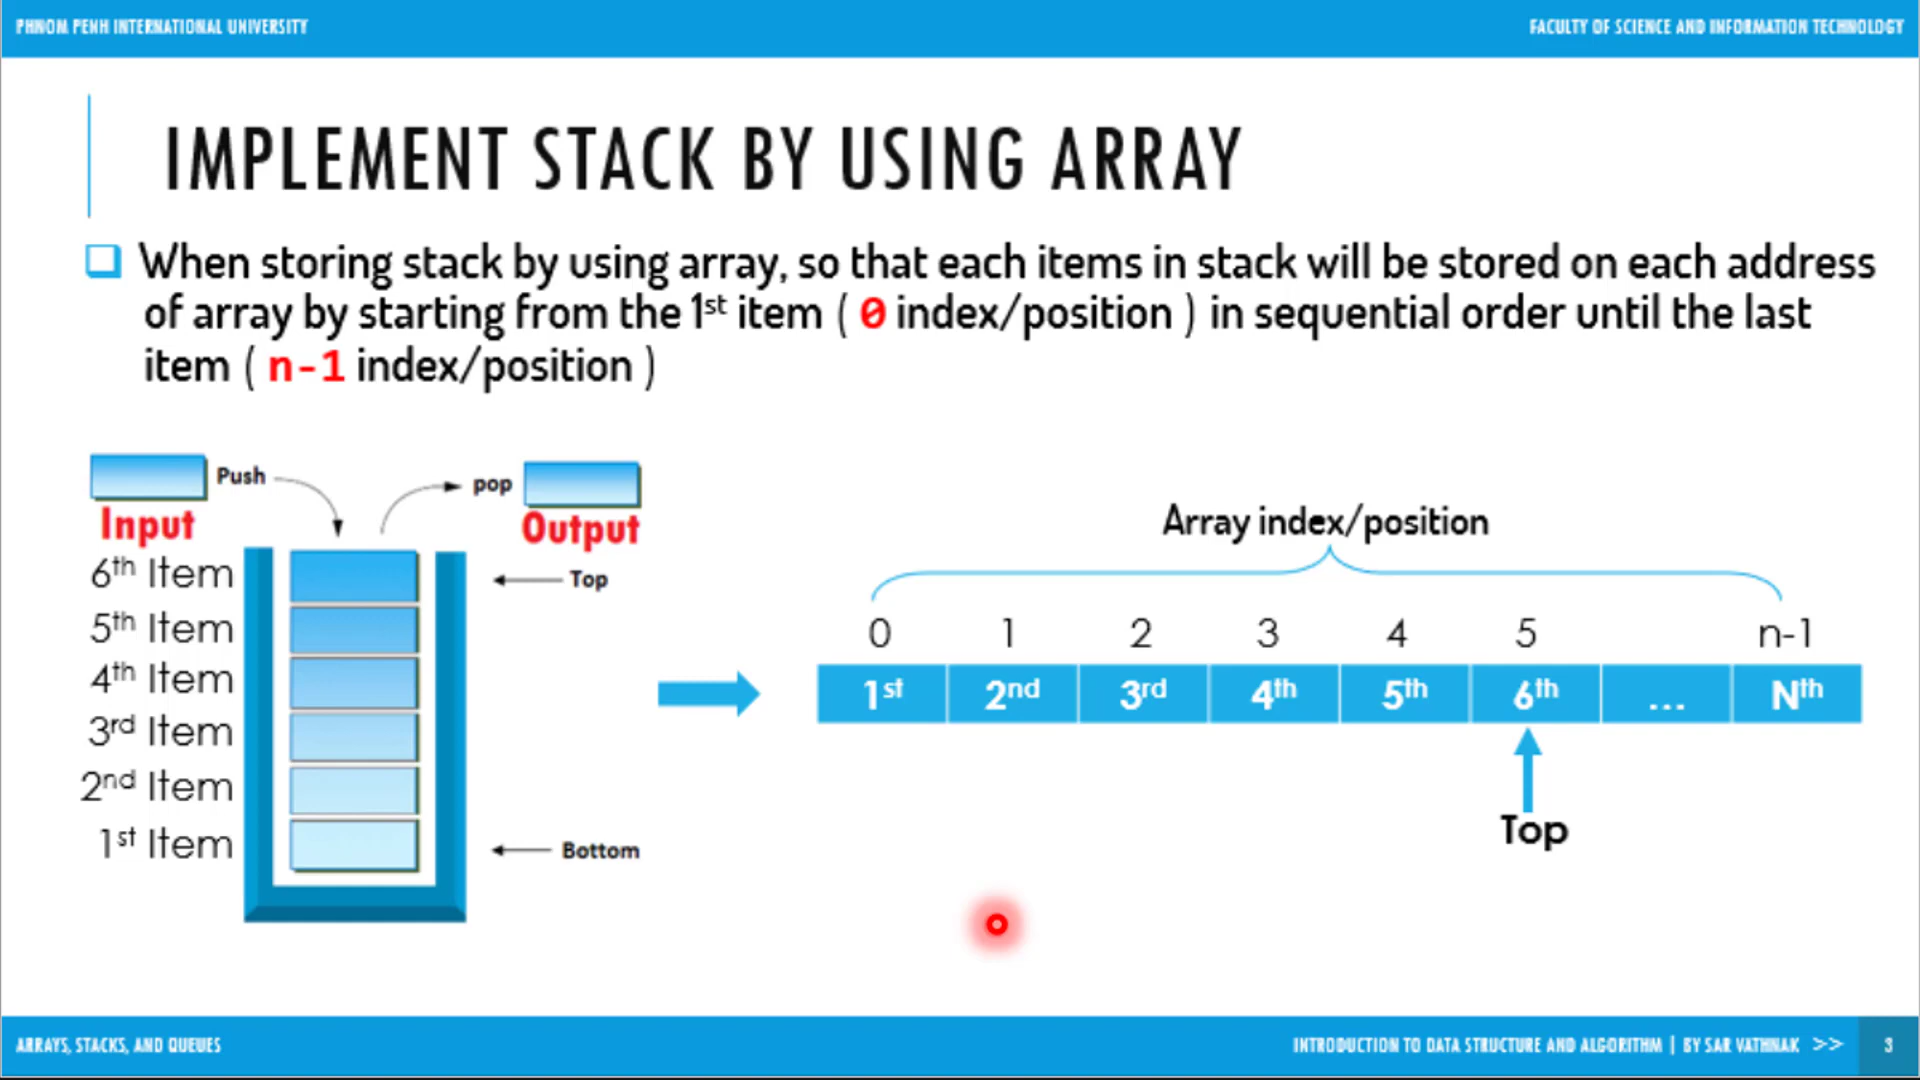 PHNOM PENH INTERNATIONAL UNIVERSITY
FACULTY OF SCIENCE AND INFORMATION TECHNOLOGY
IMPLEMENT STACK BY USING ARRAY
When storing stack by using array, so that each items in stack will be stored on each address
of array by starting from the 1st item ( 0 index/position ) in sequential order until the last
item ( n-1 index/position )
Push
pop
Input
Output
6th Item
Top
5th Item
4th Item
3rd Item
2nd Item
1st Item
Bottom
Array index/position
0 1 2 3 4 5 n-1
1st 2nd 3rd 4th 5th 6th ... Nth
Top
ARRAYS, STACKS, AND QUEUES
INTRODUCTION TO DATA STRUCTURE AND ALGORITHM | BY SAR VATHNAK >> 3